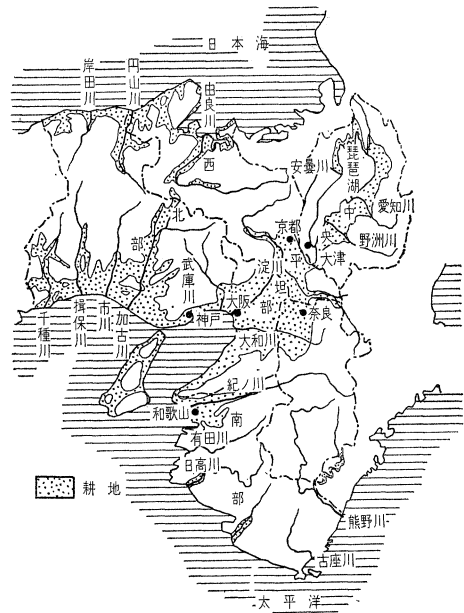 日本海
岸田川
円山川
由良川
西
北
部
安曇川
琵琶湖
愛知川
中
央
平
坦
部
野洲川
京都
大津
淀川
武庫川
大阪
神戸
奈良
千種川
揖保川
市川
加古川
大和川
紀ノ川
和歌山
南
部
有田川
日高川
耕地
熊野川
古座川
太平洋